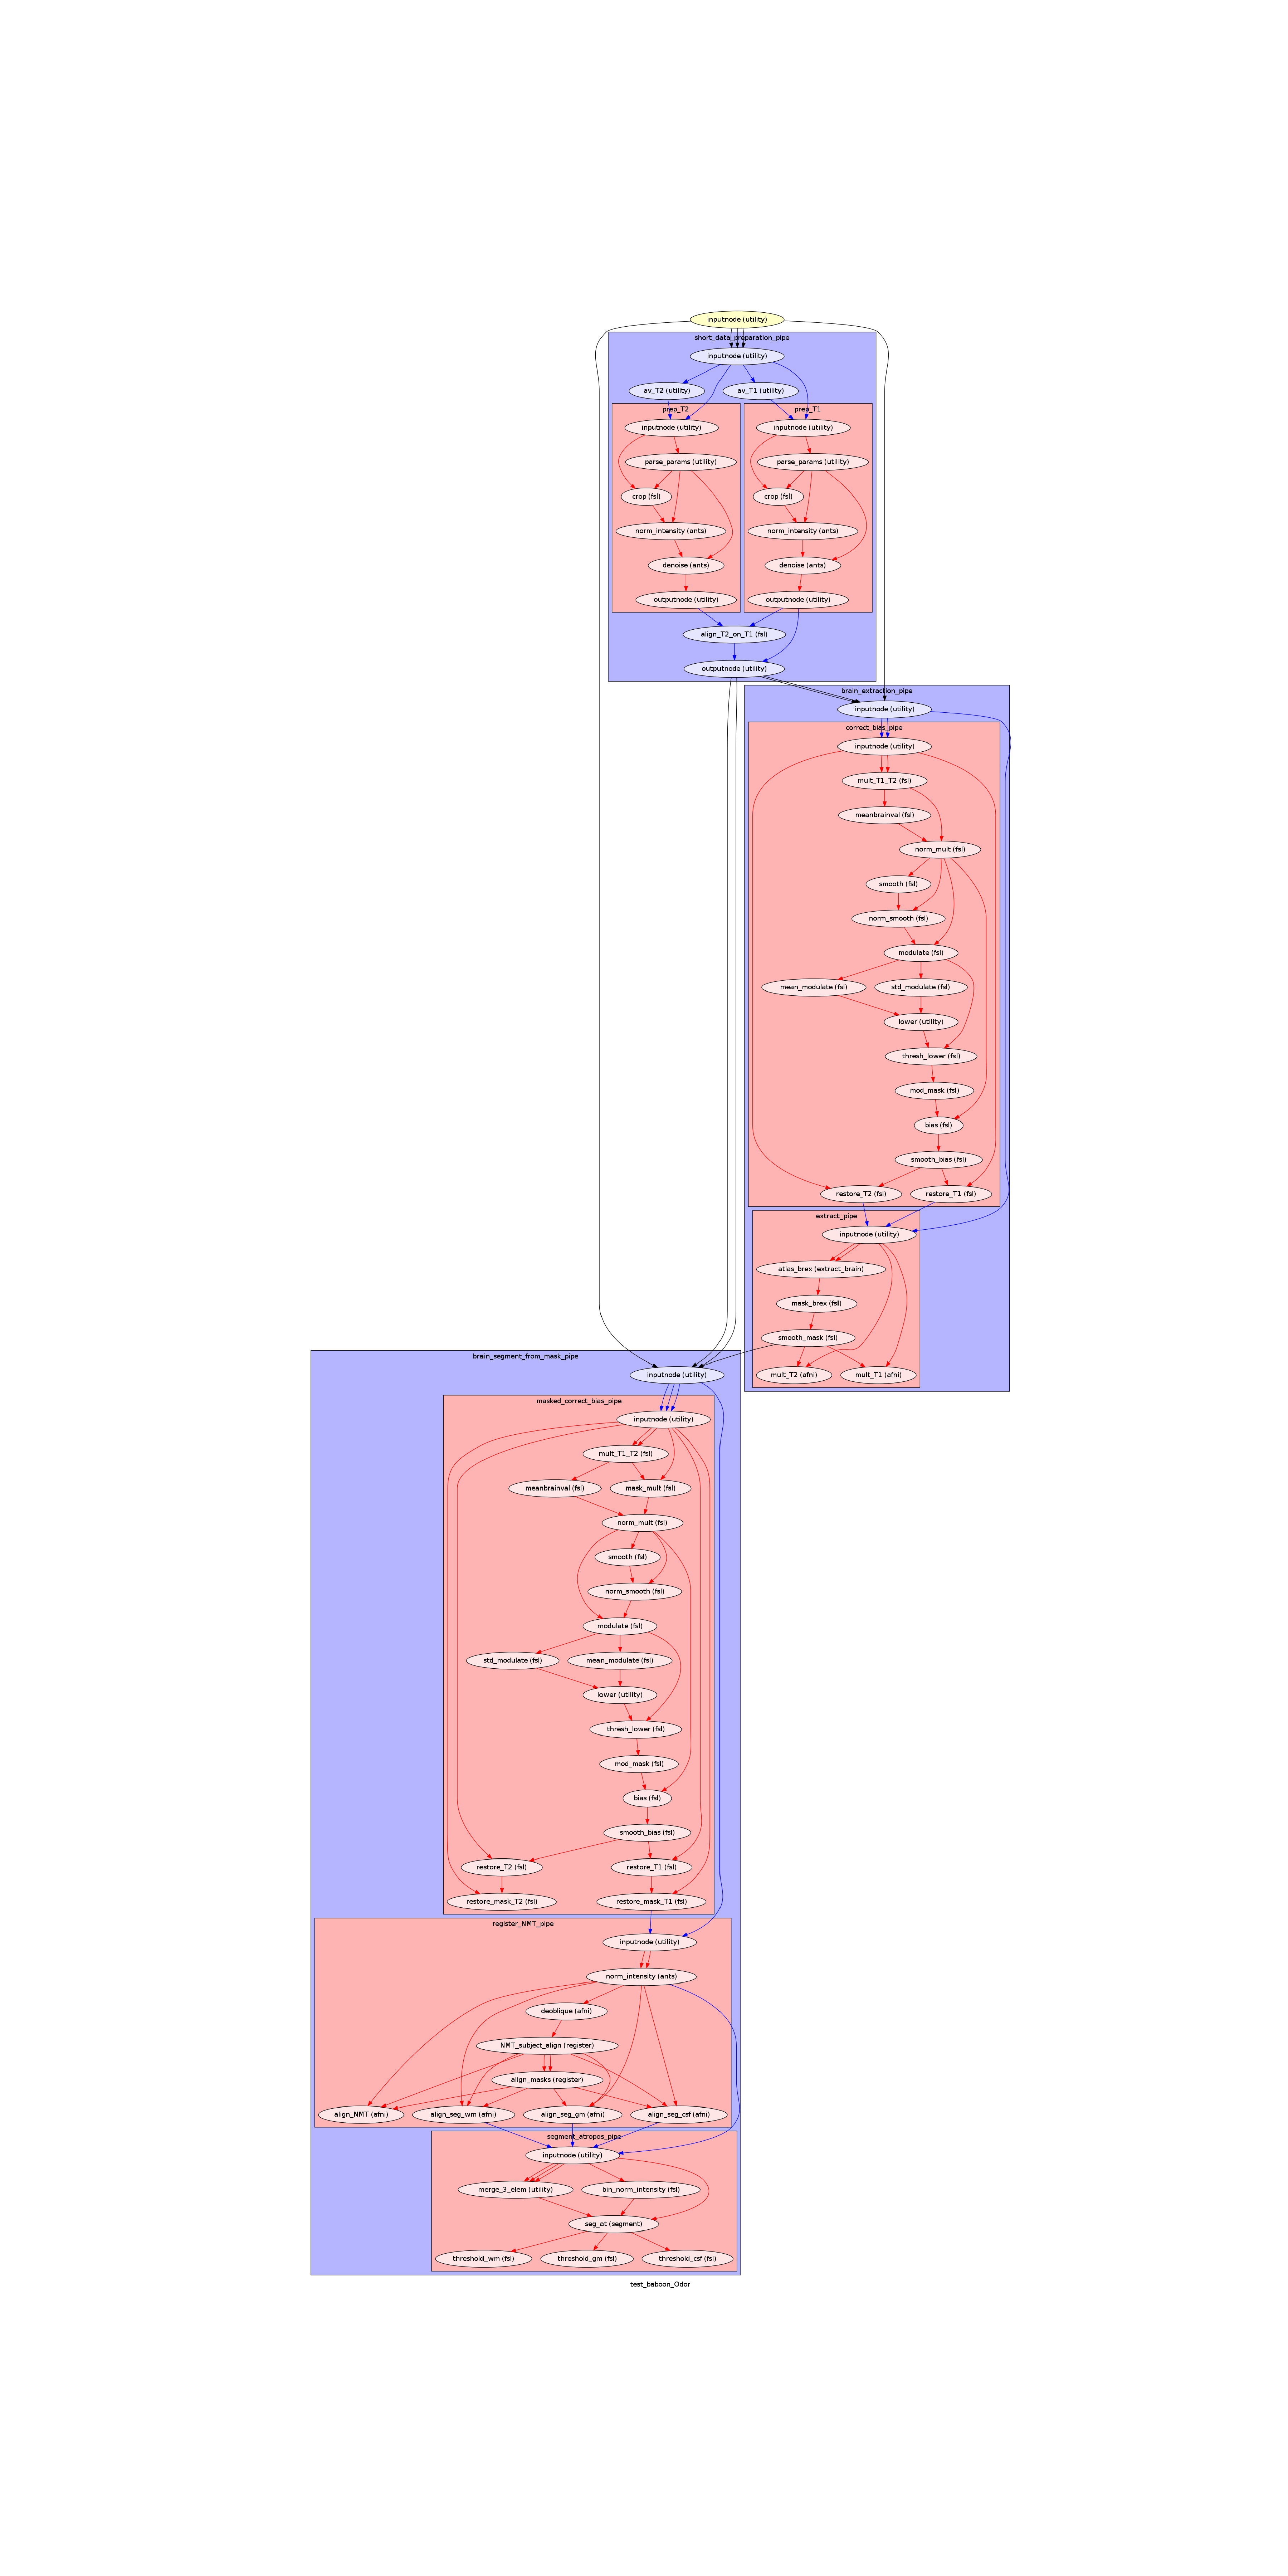 inputnode (utility)
short_data_preparation_pipe
inputnode (utility)
av_T2 (utility)
av_T1 (utility)
prep_T2
inputnode (utility)
parse_params (utility)
crop (fsl)
norm_intensity (ants)
denoise (ants)
outputnode (utility)
prep_T1
inputnode (utility)
parse_params (utility)
crop (fsl)
norm_intensity (ants)
denoise (ants)
outputnode (utility)
align_T2_on_T1 (fsl)
outputnode (utility)
brain_extraction_pipe
inputnode (utility)
correct_bias_pipe
inputnode (utility)
mult_T1_T2 (fsl)
meanbrainval (fsl)
norm_mult (fsl)
smooth (fsl)
norm_smooth (fsl)
modulate (fsl)
mean_modulate (fsl)
std_modulate (fsl)
lower (utility)
thresh_lower (fsl)
mod_mask (fsl)
bias (fsl)
smooth_bias (fsl)
restore_T2 (fsl)
restore_T1 (fsl)
extract_pipe
inputnode (utility)
atlas_brex (extract_brain)
mask_brex (fsl)
smooth_mask (fsl)
mult_T2 (afni)
mult_T1 (afni)
brain_segment_from_mask_pipe
inputnode (utility)
masked_correct_bias_pipe
inputnode (utility)
mult_T1_T2 (fsl)
meanbrainval (fsl)
mask_mult (fsl)
norm_mult (fsl)
smooth (fsl)
norm_smooth (fsl)
modulate (fsl)
std_modulate (fsl)
mean_modulate (fsl)
lower (utility)
thresh_lower (fsl)
mod_mask (fsl)
bias (fsl)
smooth_bias (fsl)
restore_T2 (fsl)
restore_T1 (fsl)
restore_mask_T2 (fsl)
restore_mask_T1 (fsl)
register_NMT_pipe
inputnode (utility)
norm_intensity (ants)
deoblique (afni)
NMT_subject_align (register)
align_masks (register)
align_NMT (afni)
align_seg_wm (afni)
align_seg_gm (afni)
align_seg_csf (afni)
segment_atropos_pipe
inputnode (utility)
merge_3_elem (utility)
bin_norm_intensity (fsl)
seg_at (segment)
threshold_wm (fsl)
threshold_gm (fsl)
threshold_csf (fsl)
test_baboon_Odor